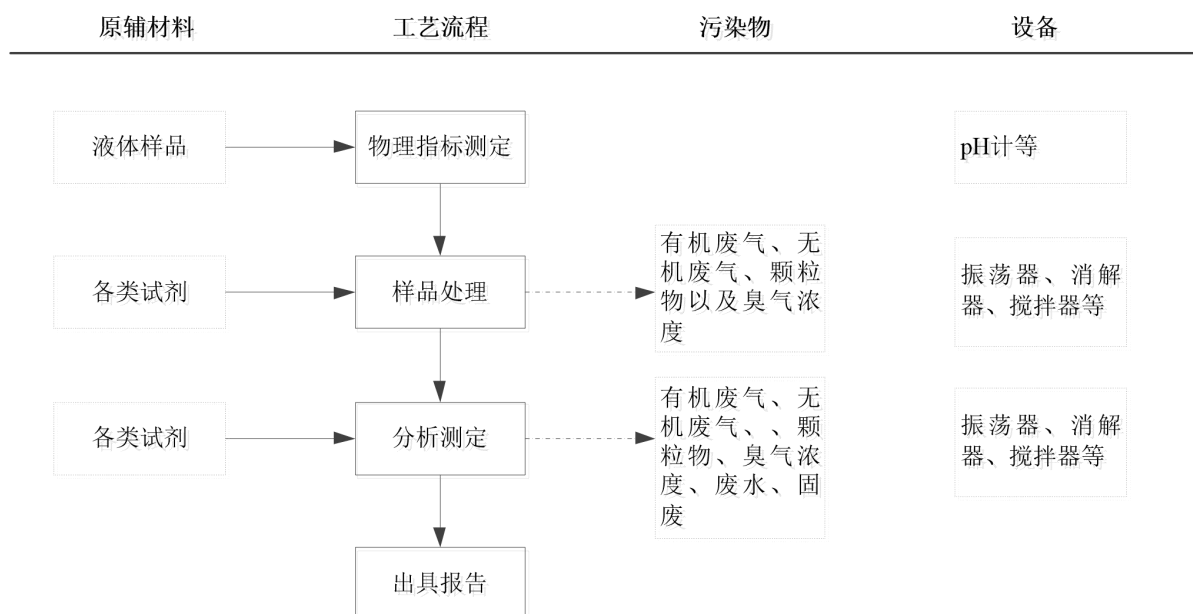 原辅材料 工艺流程 污染物 设备
液体样品 物理指标测定 pH计等
各类试剂 样品处理
有机废气、无
机废气、颗粒
物以及臭气浓
度
振荡器、消解
器、搅拌器等
各类试剂 分析测定
有机废气、无
机废气、、颗
粒物、臭气浓
度、废水、固
废
振荡器、消解
器、搅拌器等
出具报告